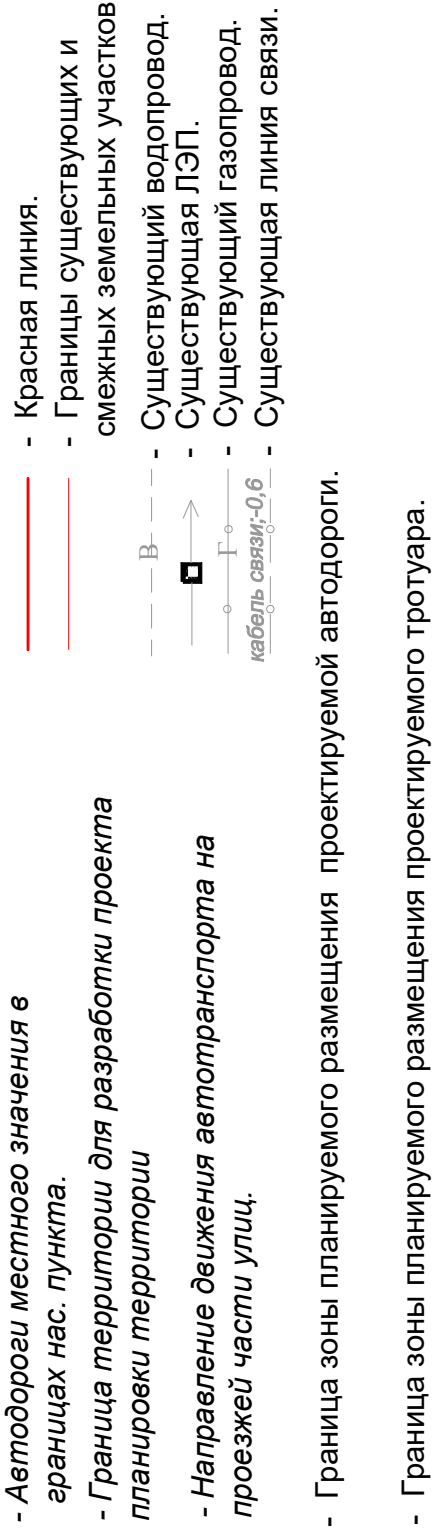 - Автодороги местного значения в
границах нас. пункта.
- Граница территории для разработки проекта
планировки территории
- Направление движения автотранспорта на
проезжей части улиц.
- Красная линия.
- Границы существующих и
смежных земельных участков
В
- Существующий водопровод.
- Существующая ЛЭП.
Г
- Существующий газопровод.
кабель связи;-0,6
- Существующая линия связи.
- Граница зоны планируемого размещения проектируемой автодороги.
- Граница зоны планируемого размещения проектируемого тротуара.